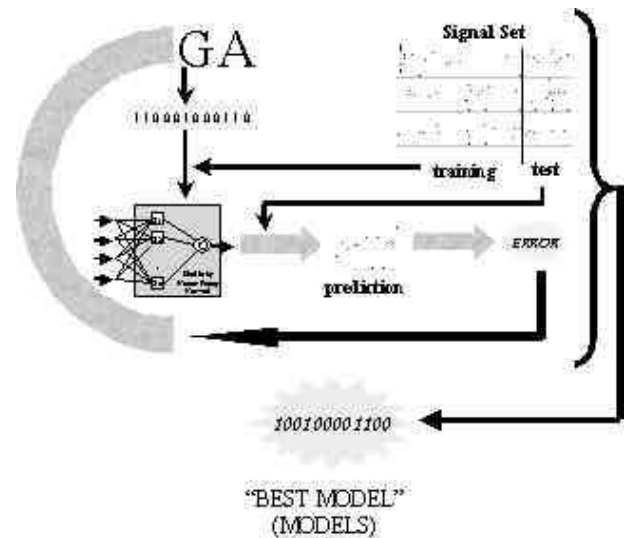 GA
Signal Set
110001000110
training
test
ERROR
prediction
100100001100
“BEST MODEL”
(MODELS)